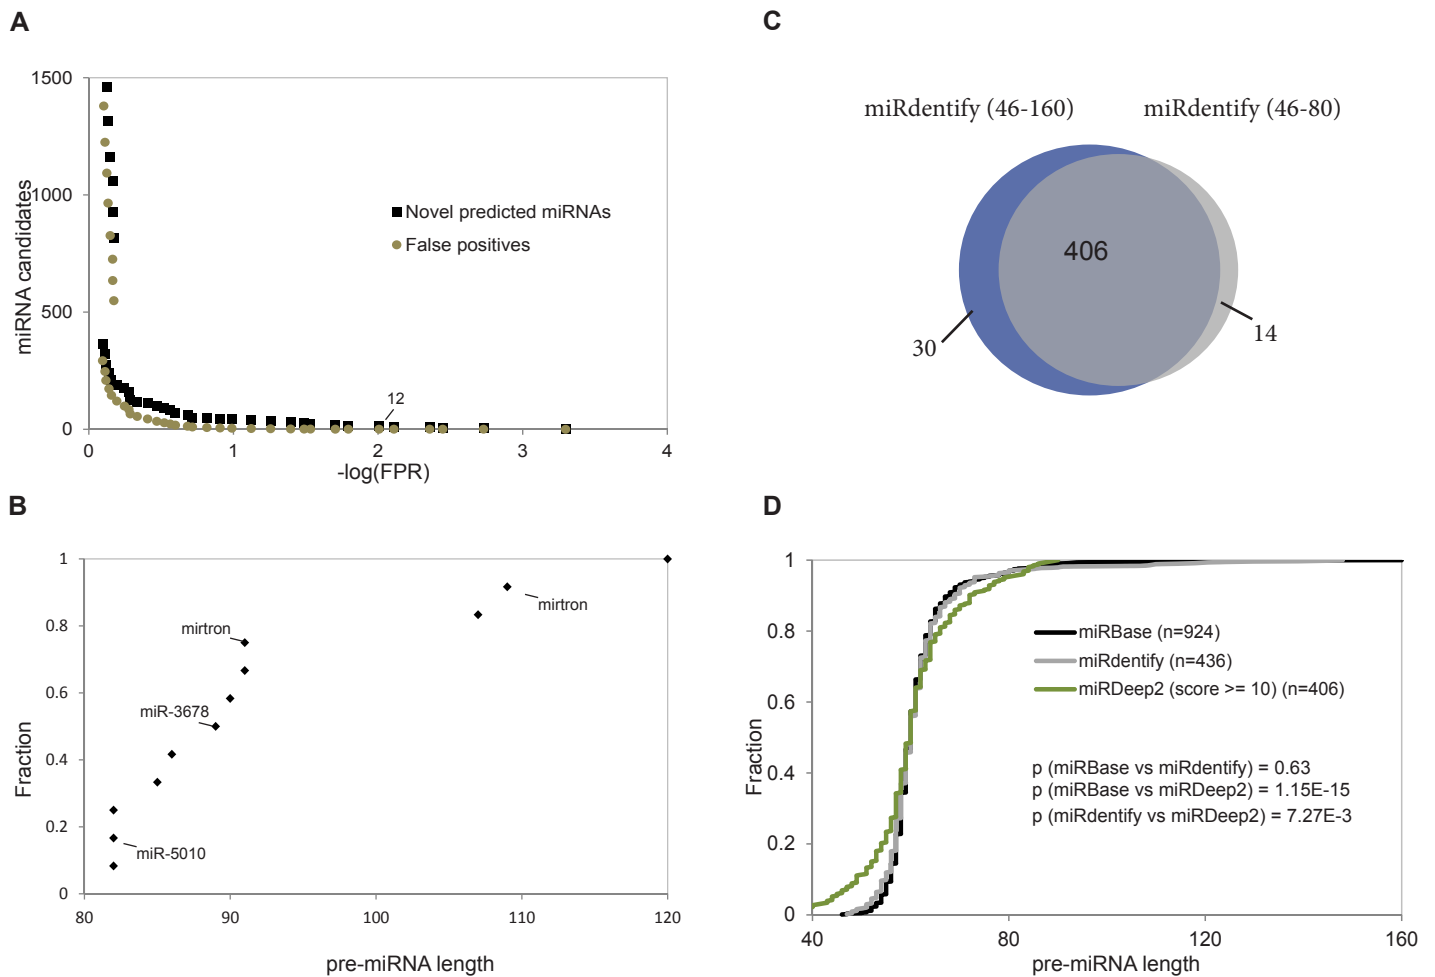 A
1500
1000
500
0
miRNA candidates
Novel predicted miRNAs
False positives
12
0 1 2 3 4
-log(FPR)
B
1
0.8
0.6
0.4
0.2
0
Fraction
mirtron
mirtron
miR-3678
miR-5010
80 90 100 110 120
pre-miRNA length
C
miRdentify (46-160) miRdentify (46-80)
406
30
14
D
1
0.8
0.6
0.4
0.2
0
Fraction
miRBase (n=924)
miRdentify (n=436)
miRDeep2 (score >= 10) (n=406)
p (miRBase vs miRdentify) = 0.63
p (miRBase vs miRDeep2) = 1.15E-15
p (miRdentify vs miRDeep2) = 7.27E-3
40 80 120 160
pre-miRNA length